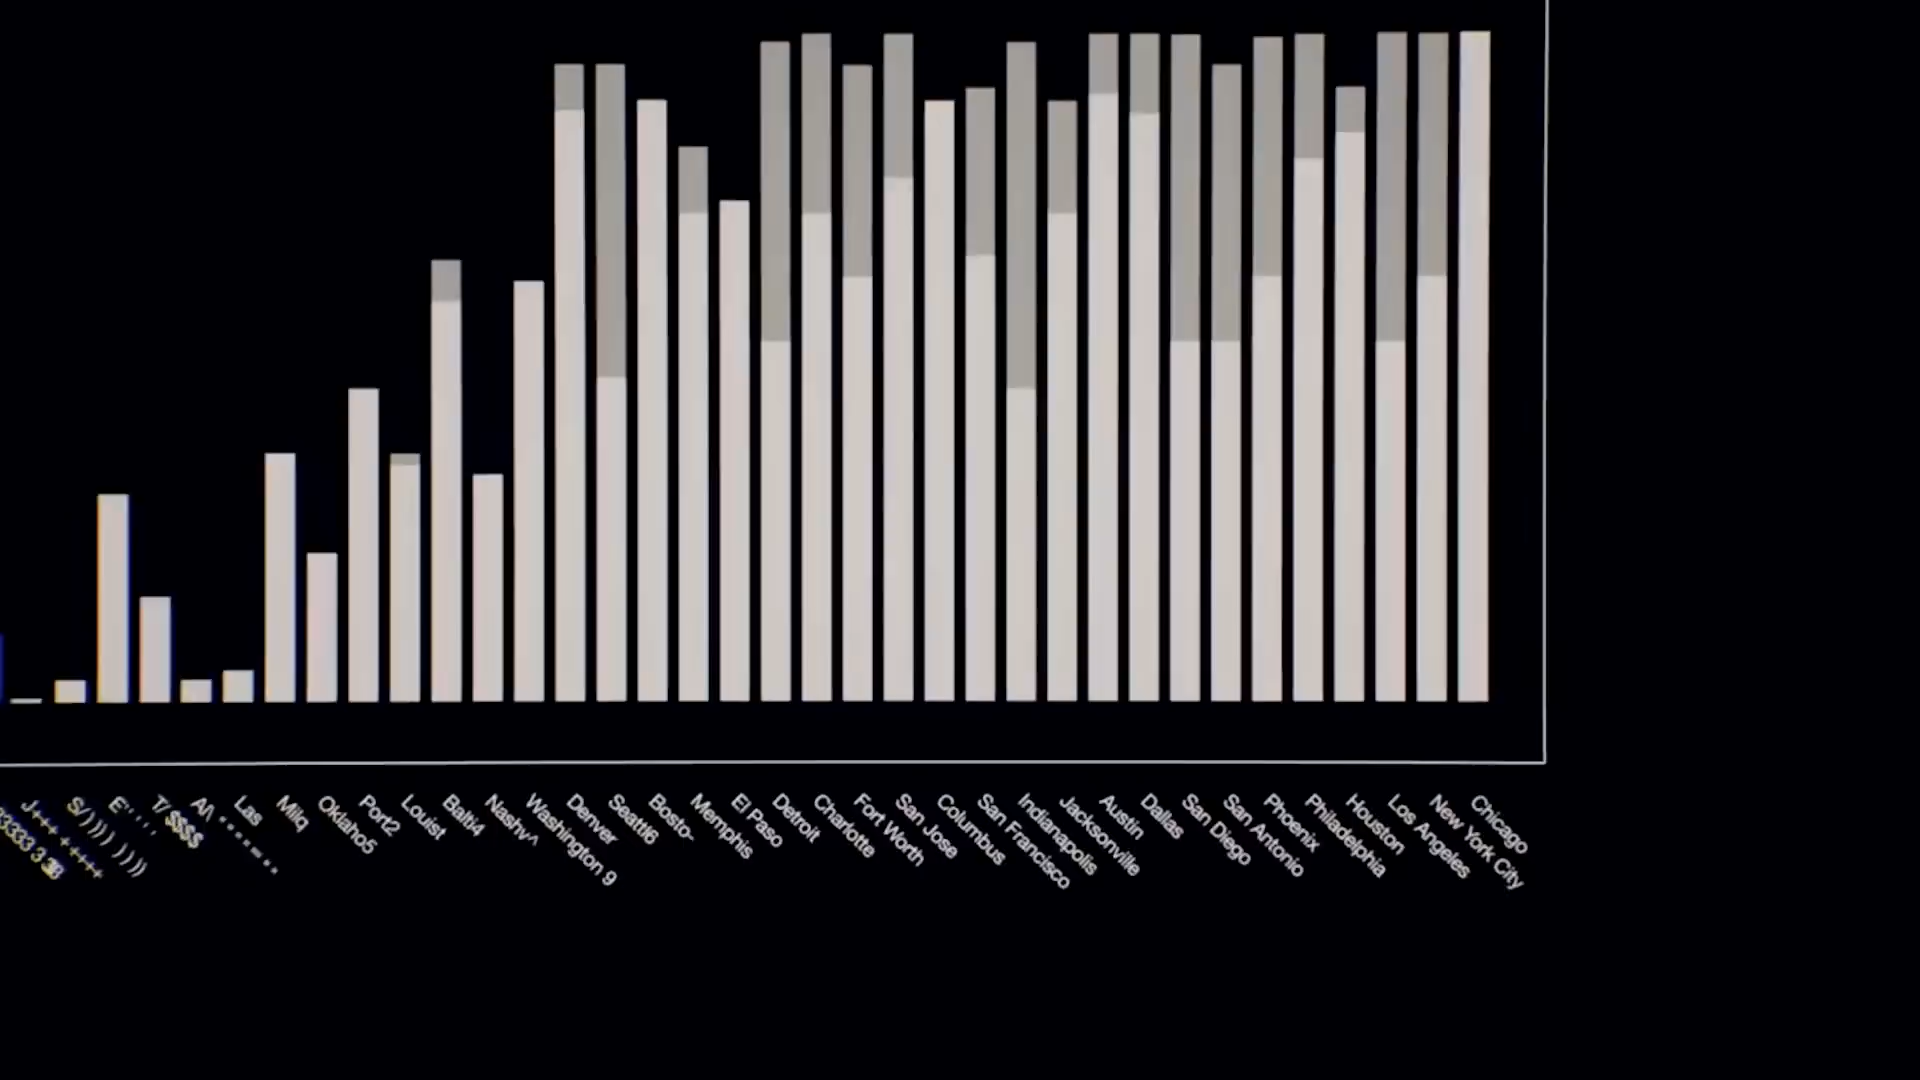 Las
Milq
Oklaho5
Port2
Louist
Balti4
Nashv^
Washington 9
Denver
Seattl6
Bosto-
Memphis
El Paso
Detroit
Charlotte
Fort Worth
San Jose
Columbus
San Francisco
Indianapolis
Jacksonville
Austin
Dallas
San Diego
San Antonio
Phoenix
Philadelphia
Houston
Los Angeles
New York City
Chicago